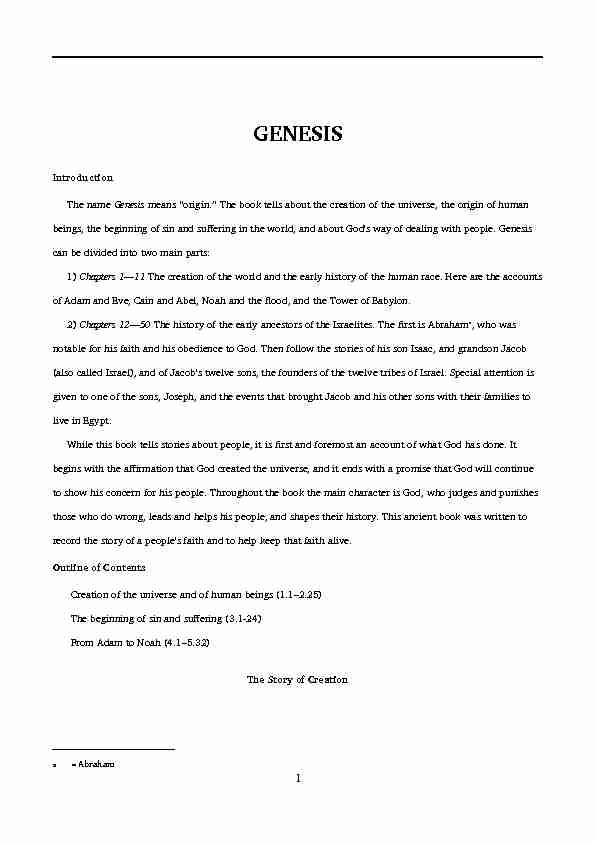 GENESIS
Introduction
The name Genesis means "origin." The book tells about the creation of the universe, the origin of human
beings, the beginning of sin and suffering in the world, and about God's way of dealing with people. Genesis
can be divided into two main parts:
1) Chapters 1—11 The creation of the world and the early history of the human race. Here are the accounts
of Adam and Eve, Cain and Abel, Noah and the flood, and the Tower of Babylon.
2) Chapters 12—50 The history of the early ancestors of the Israelites. The first is Abraham*, who was
notable for his faith and his obedience to God. Then follow the stories of his son Isaac, and grandson Jacob
(also called Israel), and of Jacob's twelve sons, the founders of the twelve tribes of Israel. Special attention is
given to one of the sons, Joseph, and the events that brought Jacob and his other sons with their families to
live in Egypt.
While this book tells stories about people, it is first and foremost an account of what God has done. It
begins with the affirmation that God created the universe, and it ends with a promise that God will continue
to show his concern for his people. Throughout the book the main character is God, who judges and punishes
those who do wrong, leads and helps his people, and shapes their history. This ancient book was written to
record the story of a people's faith and to help keep that faith alive.
Outline of Contents
Creation of the universe and of human beings (1.1–2.25)
The beginning of sin and suffering (3.1-24)
From Adam to Noah (4.1–5.32)
The Story of Creation
= Abraham
1